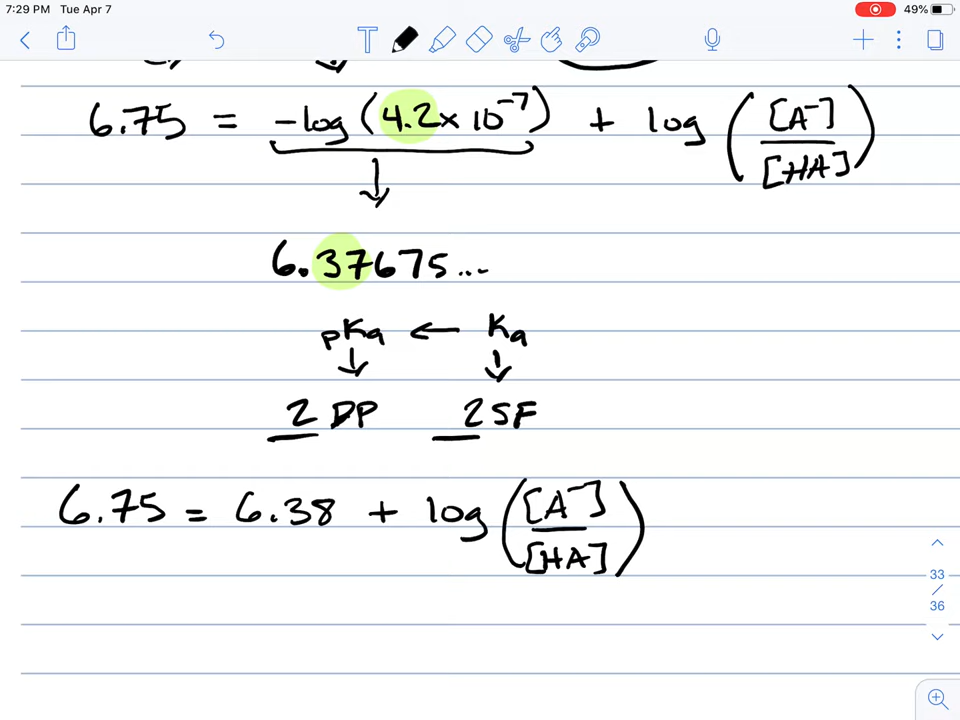 7:29 PM Tue Apr 7 49%
6.75 = -log (4.2 x 10⁻⁷) + log ([A⁻]/[HA])
6.37675...
pKa ← Ka
2 DP 2 SF
6.75 = 6.38 + log ([A⁻]/[HA])
33
/
36